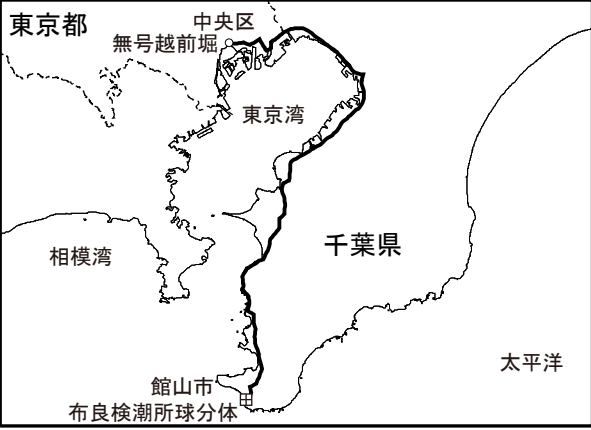 東京都
中央区
無号越前堀
東京湾
千葉県
相模湾
太平洋
館山市
布良検潮所球分体